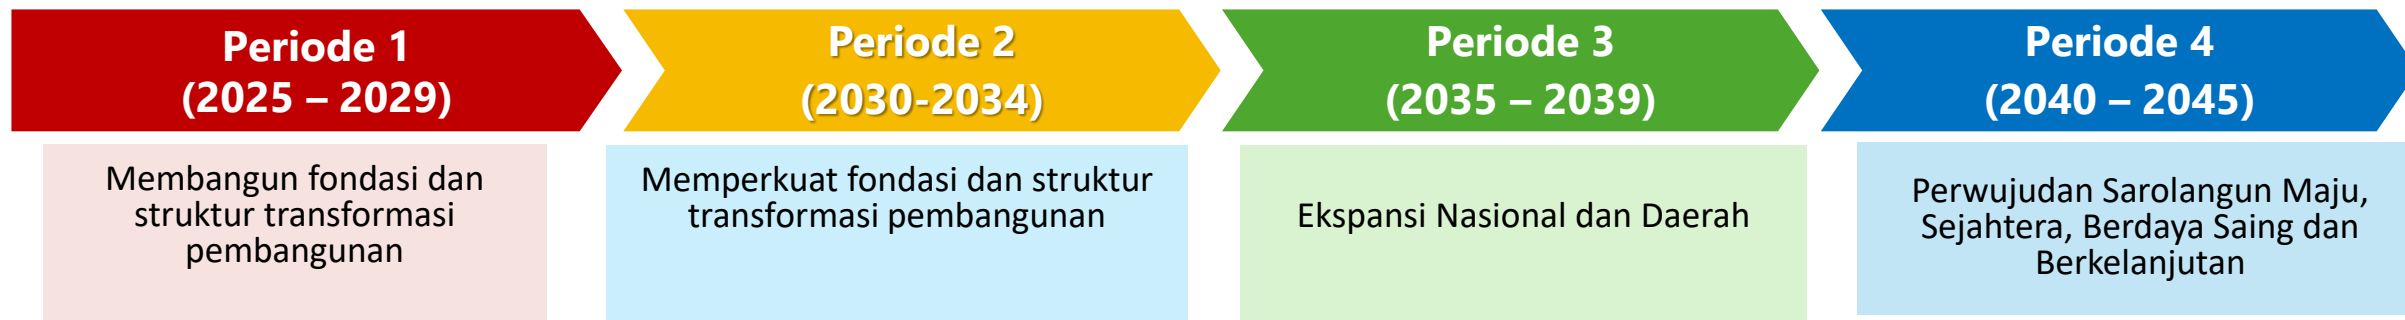 Periode 1
(2025 – 2029)
Membangun fondasi dan
struktur transformasi
pembangunan
Periode 2
(2030-2034)
Memperkuat fondasi dan struktur
transformasi pembangunan
Periode 3
(2035 – 2039)
Ekspansi Nasional dan Daerah
Periode 4
(2040 – 2045)
Perwujudan Sarolangun Maju,
Sejahtera, Berdaya Saing dan
Berkelanjutan